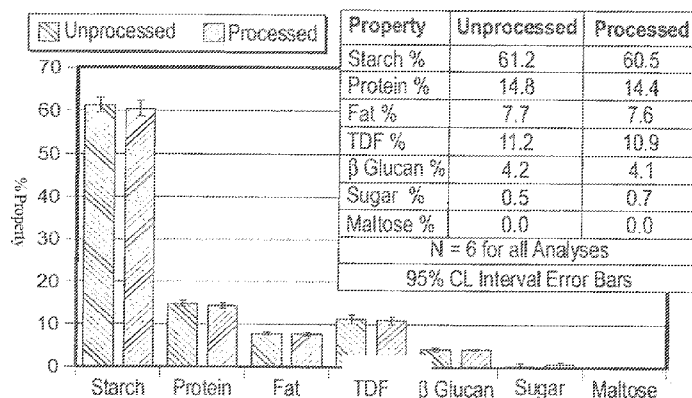 Unprocessed Processed
Property Unprocessed Processed
Starch % 61.2 60.5
Protein % 14.8 14.4
Fat % 7.7 7.6
TDF % 11.2 10.9
β Glucan % 4.2 4.1
Sugar % 0.5 0.7
Maltose % 0.0 0.0
N = 6 for all Analyses
95% CL Interval Error Bars
% Property
70
60
50
40
30
20
10
0
Starch Protein Fat TDF β Glucan Sugar Maltose